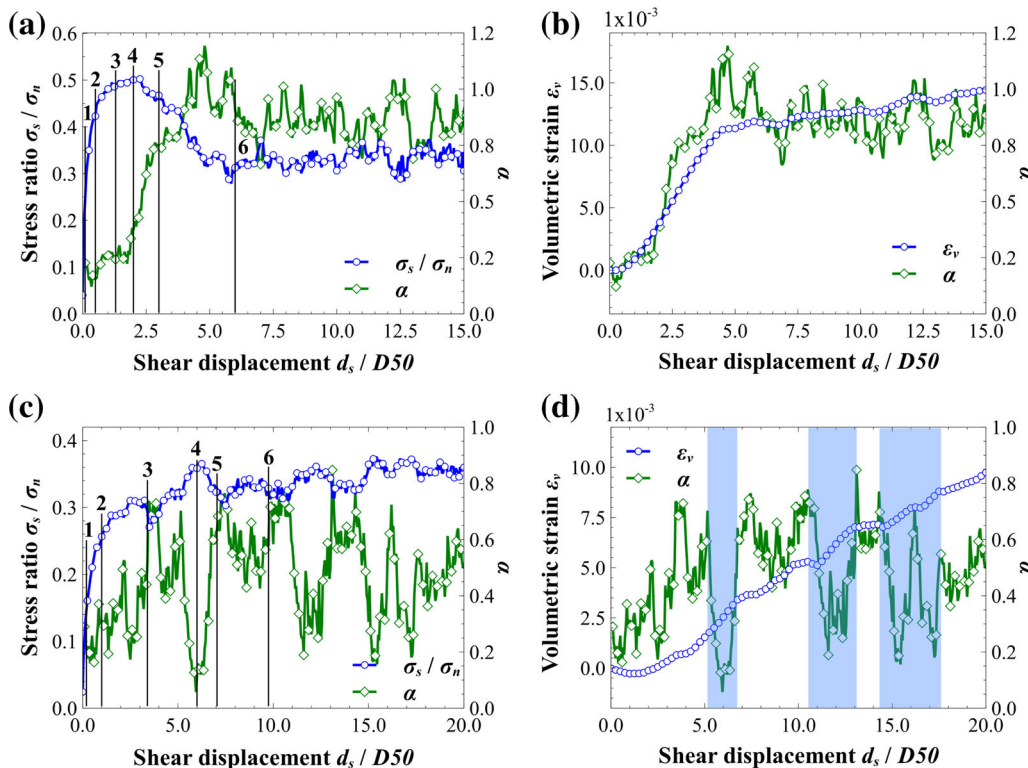 (a)
0.6
0.5
0.4
0.3
0.2
0.1
0.0
Stress ratio σs / σn
1
2
3
4
5
6
1.2
1.0
0.8
0.6
0.4
0.2
0.0
α
σs / σn
α
0.0 2.5 5.0 7.5 10.0 12.5 15.0
Shear displacement ds / D50
(b)
1x10-3
15.0
10.0
5.0
0.0
Volumetric strain εv
1.2
1.0
0.8
0.6
0.4
0.2
0.0
α
εv
α
0.0 2.5 5.0 7.5 10.0 12.5 15.0
Shear displacement ds / D50
(c)
0.4
0.3
0.2
0.1
0.0
Stress ratio σs / σn
1
2
3
4
5
6
1.0
0.8
0.6
0.4
0.2
0.0
α
σs / σn
α
0.0 5.0 10.0 15.0 20.0
Shear displacement ds / D50
(d)
1x10-3
10.0
7.5
5.0
2.5
0.0
Volumetric strain εv
εv
α
1.0
0.8
0.6
0.4
0.2
0.0
α
0.0 5.0 10.0 15.0 20.0
Shear displacement ds / D50